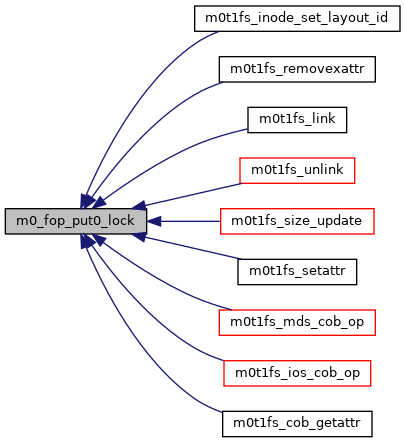 m0t1fs_inode_set_layout_id
m0t1fs_removexattr
m0t1fs_link
m0t1fs_unlink
m0_fop_put0_lock
m0t1fs_size_update
m0t1fs_setattr
m0t1fs_mds_cob_op
m0t1fs_ios_cob_op
m0t1fs_cob_getattr